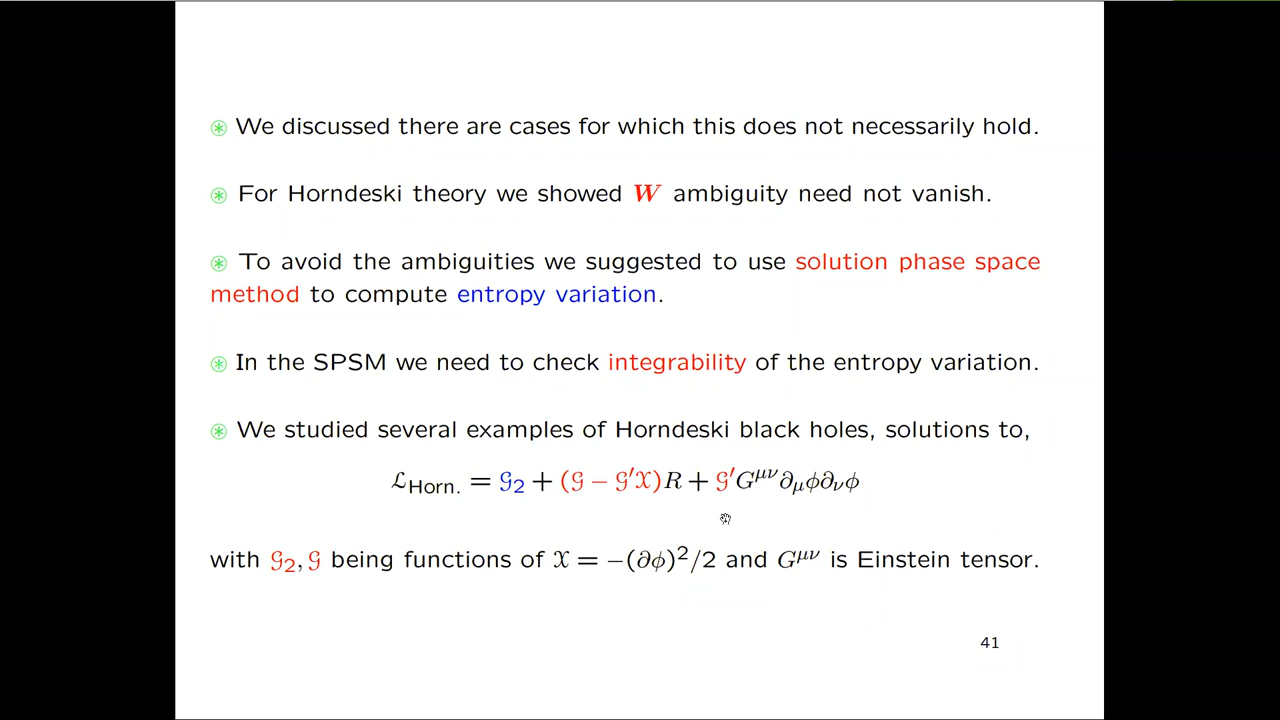 ⊛ We discussed there are cases for which this does not necessarily hold.
⊛ For Horndeski theory we showed W ambiguity need not vanish.
⊛ To avoid the ambiguities we suggested to use solution phase space
method to compute entropy variation.
⊛ In the SPSM we need to check integrability of the entropy variation.
⊛ We studied several examples of Horndeski black holes, solutions to,
ℒ_Horn. = 𝒢₂ + (𝒢 − 𝒢′𝒳)R + 𝒢′G^μν ∂_μϕ∂_νϕ
with 𝒢₂, 𝒢 being functions of 𝒳 = −(∂ϕ)²/2 and G^μν is Einstein tensor.
41